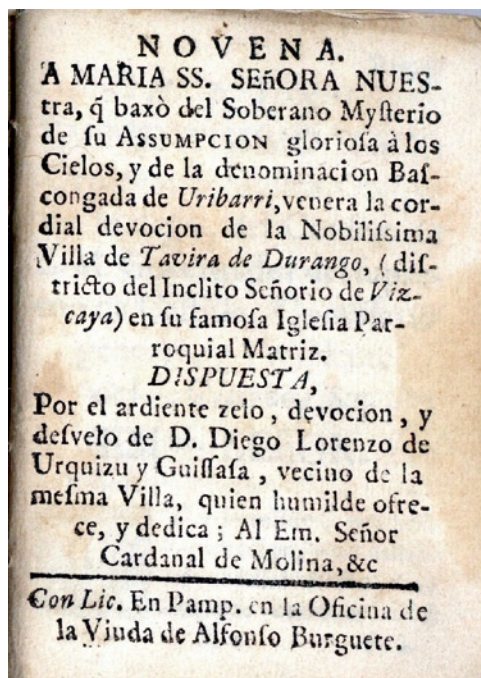 NOVENA.
A MARIA SS. SEñORA NUES-
tra, q̃ baxò del Soberano Myſterio
de ſu ASSUMPCION glorioſa à los
Cielos, y de la denominacion Baſ-
congada de Uribarri, venera la cor-
dial devocion de la Nobiliſsima
Villa de Tavira de Durango, (diſ-
tricto del Inclito Señorio de Viz-
caya) en ſu famoſa Igleſia Par-
roquial Matriz.
DISPUESTA,
Por el ardiente zelo, devocion, y
deſvelo de D. Diego Lorenzo de
Urquizu y Guiſſaſa, vecino de la
meſma Villa, quien humilde ofre-
ce, y dedica; Al Em. Señor
Cardanal de Molina, &c
Con Lic. En Pamp. en la Oficina de
la Viuda de Alfonſo Burguete.